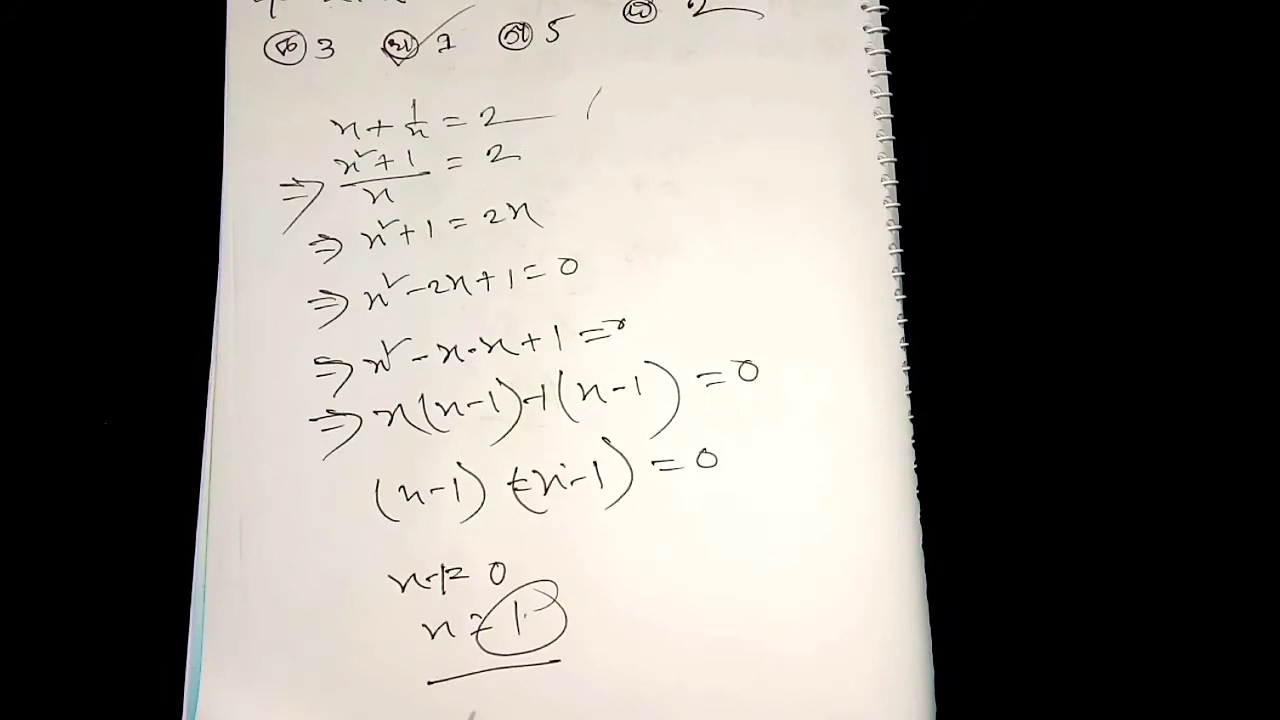 ক 3 খ 1 গ 5 ঘ 2
x + 1/x = 2
⇒ x²+1/x = 2
⇒ x²+1 = 2x
⇒ x²-2x+1 = 0
⇒ x²-x-x+1 = 0
⇒ x(x-1)-1(x-1) = 0
(x-1) (x-1) = 0
x-1= 0
x = 1